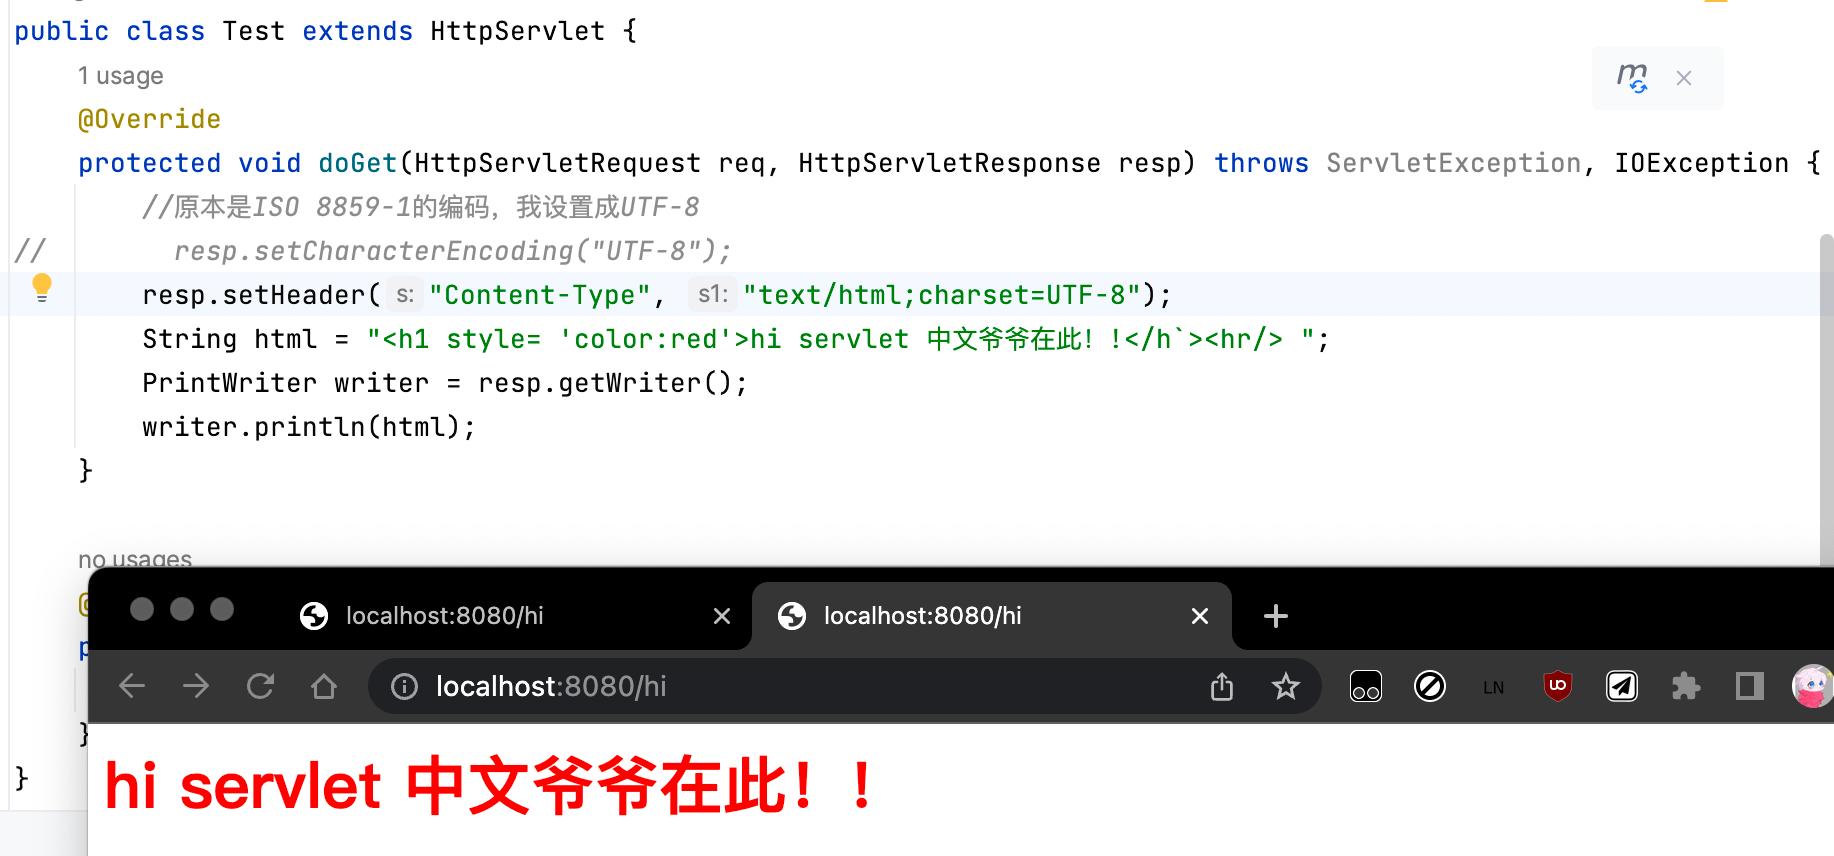 public class Test extends HttpServlet {
1 usage
@Override
protected void doGet(HttpServletRequest req, HttpServletResponse resp) throws ServletException, IOException {
//原本是ISO 8859-1的编码，我设置成UTF-8
// resp.setCharacterEncoding("UTF-8");
resp.setHeader( s: "Content-Type", s1: "text/html;charset=UTF-8");
String html = "<h1 style= 'color:red'>hi servlet 中文爷爷在此！!</h`><hr/> ";
PrintWriter writer = resp.getWriter();
writer.println(html);
}
no usages
@
p
}
}
localhost:8080/hi
localhost:8080/hi
localhost:8080/hi
LN
hi servlet 中文爷爷在此！!